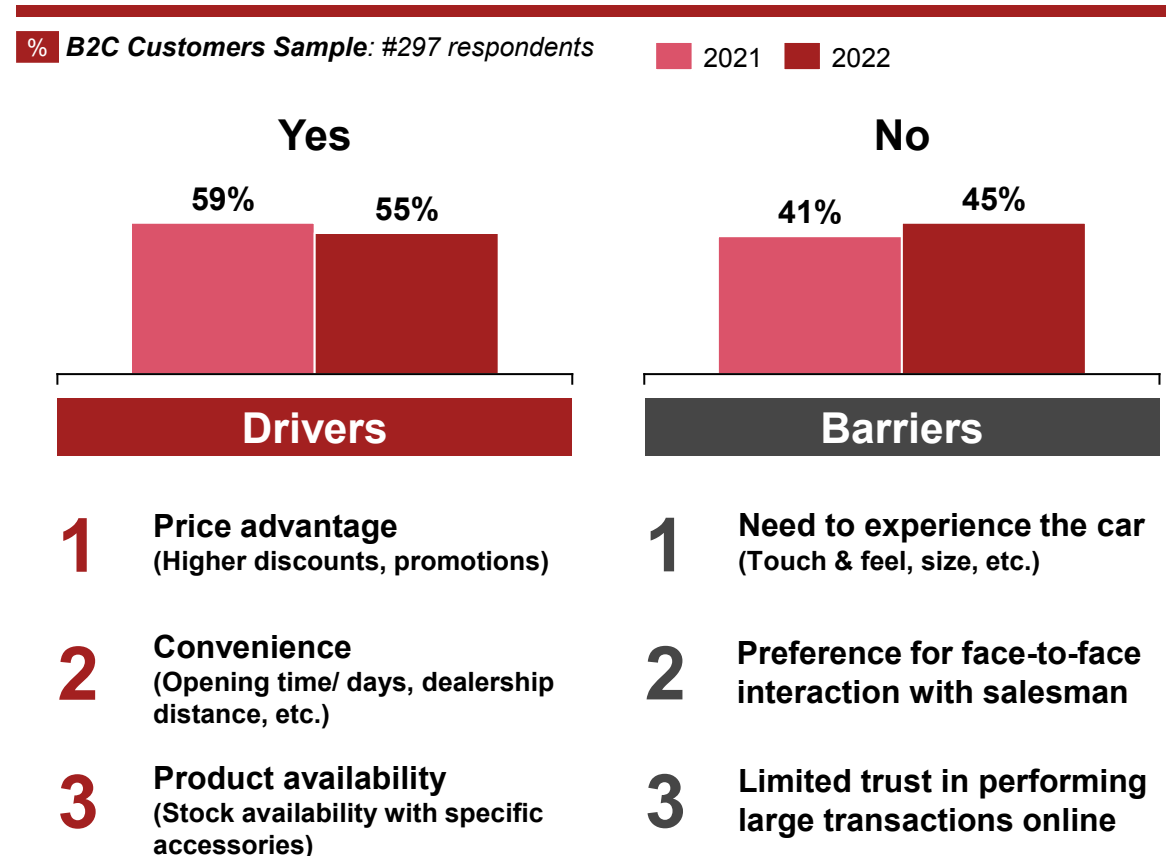 % B2C Customers Sample: #297 respondents
2021
2022
Yes
59%
55%
Drivers
1
Price advantage
(Higher discounts, promotions)
2
Convenience
(Opening time/ days, dealership
distance, etc.)
3
Product availability
(Stock availability with specific
accessories)
No
41%
45%
Barriers
1
Need to experience the car
(Touch & feel, size, etc.)
2
Preference for face-to-face
interaction with salesman
3
Limited trust in performing
large transactions online